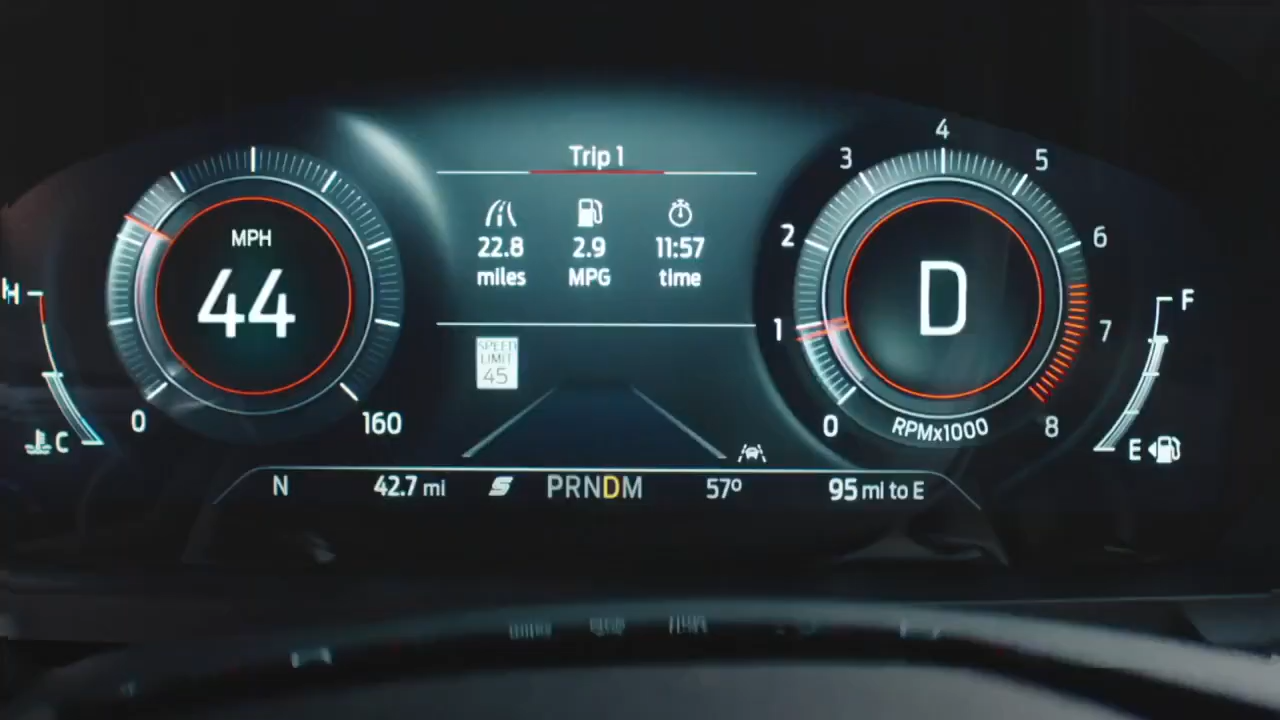 Trip 1
22.8 2.9 11:57
miles MPG time
MPH
44
0 160
H
C
SPEED
LIMIT
45
D
0 1 2 3 4 5 6 7 8
RPMx1000
F
E
N 42.7 mi S PRNDM 57° 95 mi to E